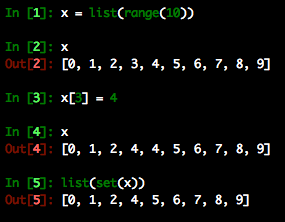 In [1]: x = list(range(10))
In [2]: x
Out[2]: [0, 1, 2, 3, 4, 5, 6, 7, 8, 9]
In [3]: x[3] = 4
In [4]: x
Out[4]: [0, 1, 2, 4, 4, 5, 6, 7, 8, 9]
In [5]: list(set(x))
Out[5]: [0, 1, 2, 4, 5, 6, 7, 8, 9]